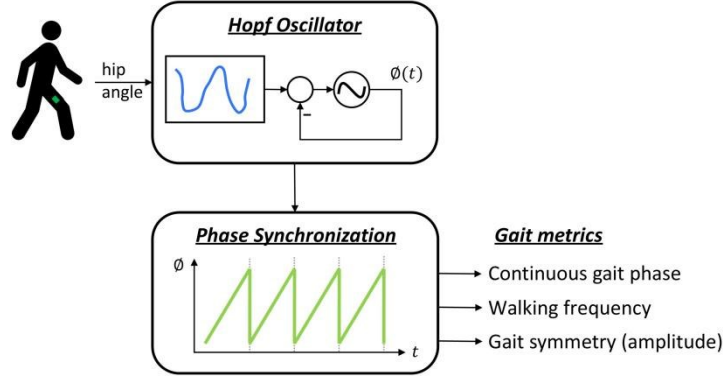 Hopf Oscillator
hip
angle
Ø(t)
−
Phase Synchronization
Ø
t
Gait metrics
Continuous gait phase
Walking frequency
Gait symmetry (amplitude)